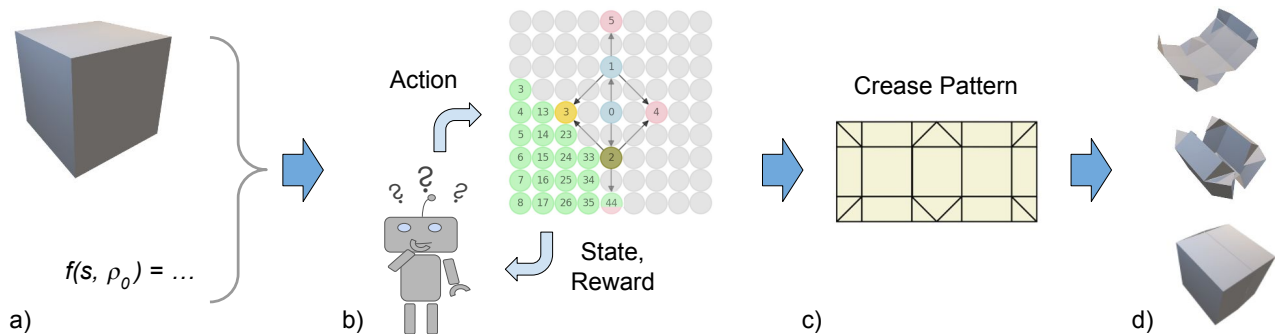 f(s, ρ0) = ...
a)
Action
? ? ?
b)
5
1
3
4 13 3 0 4
5 14 23
6 15 24 33 2
7 16 25 34
8 17 26 35 44
State,
Reward
Crease Pattern
c)
d)